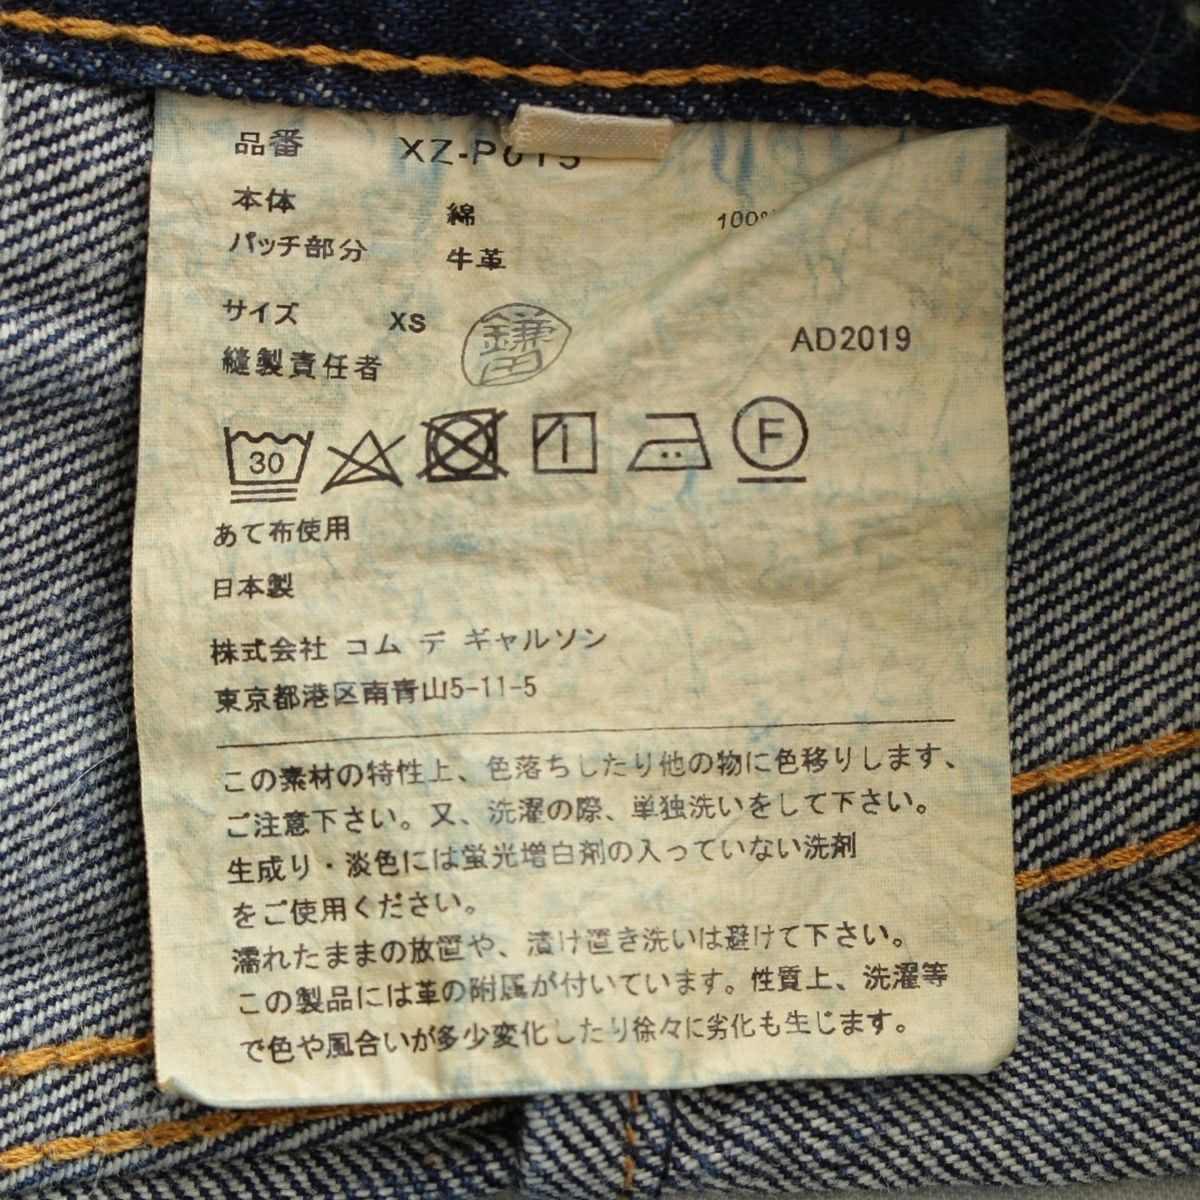 品番 XZ-P015
本体 綿 100%
パッチ部分 牛革
サイズ XS 鎌田 AD2019
縫製責任者
30 F
あて布使用
日本製
株式会社 コム デ ギャルソン
東京都港区南青山5-11-5
この素材の特性上、色落ちしたり他の物に色移りします、
ご注意下さい。又、洗濯の際、単独洗いをして下さい。
生成り・淡色には蛍光増白剤の入っていない洗剤
をご使用ください。
濡れたままの放置や、漬け置き洗いは避けて下さい。
この製品には革の附属が付いています。性質上、洗濯等
で色や風合いが多少変化したり徐々に劣化も生じます。